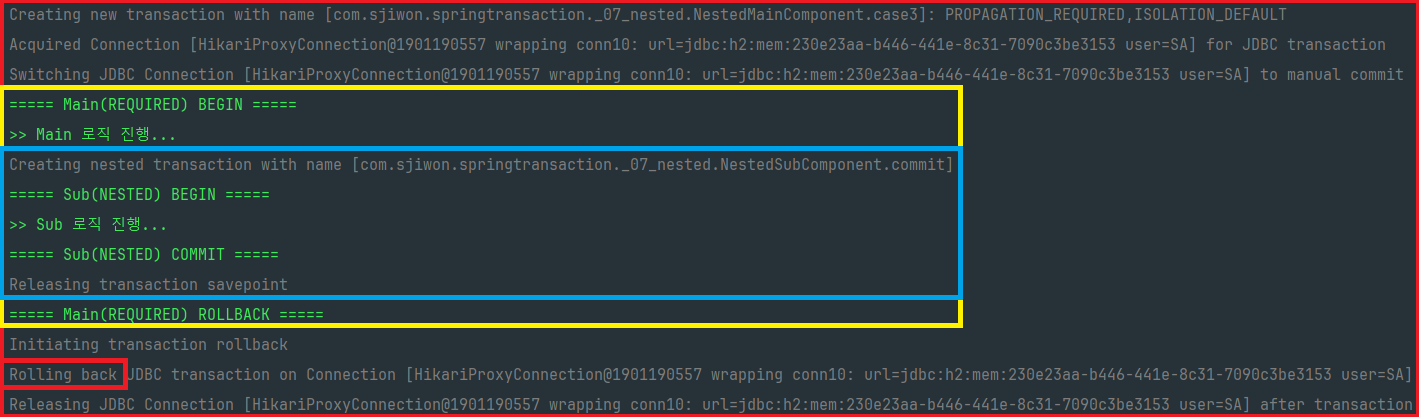 Creating new transaction with name [com.sjiwon.springtransaction._07_nested.NestedMainComponent.case3]: PROPAGATION_REQUIRED,ISOLATION_DEFAULT
Acquired Connection [HikariProxyConnection@1901190557 wrapping conn10: url=jdbc:h2:mem:230e23aa-b446-441e-8c31-7090c3be3153 user=SA] for JDBC transaction
Switching JDBC Connection [HikariProxyConnection@1901190557 wrapping conn10: url=jdbc:h2:mem:230e23aa-b446-441e-8c31-7090c3be3153 user=SA] to manual commit
===== Main(REQUIRED) BEGIN =====
>> Main 로직 진행...
Creating nested transaction with name [com.sjiwon.springtransaction._07_nested.NestedSubComponent.commit]
===== Sub(NESTED) BEGIN =====
>> Sub 로직 진행...
===== Sub(NESTED) COMMIT =====
Releasing transaction savepoint
===== Main(REQUIRED) ROLLBACK =====
Initiating transaction rollback
Rolling back JDBC transaction on Connection [HikariProxyConnection@1901190557 wrapping conn10: url=jdbc:h2:mem:230e23aa-b446-441e-8c31-7090c3be3153 user=SA]
Releasing JDBC Connection [HikariProxyConnection@1901190557 wrapping conn10: url=jdbc:h2:mem:230e23aa-b446-441e-8c31-7090c3be3153 user=SA] after transaction